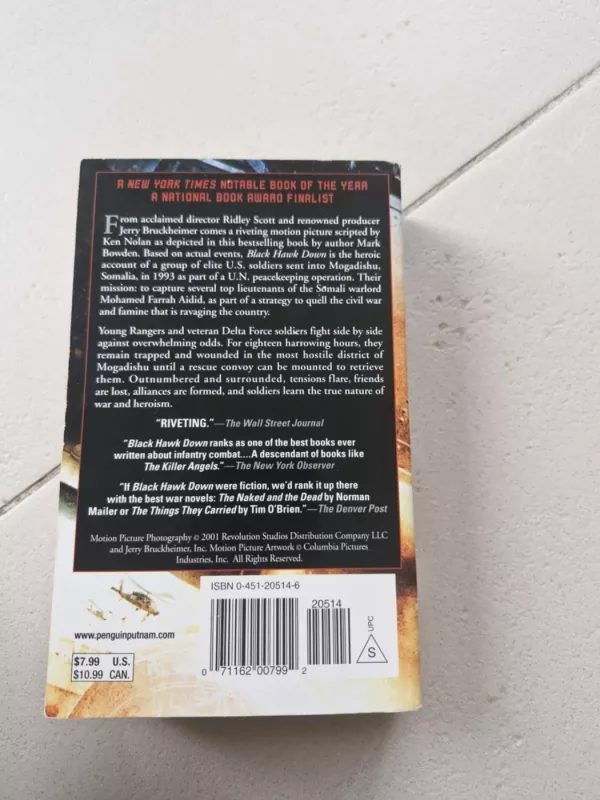 A NEW YORK TIMES NOTABLE BOOK OF THE YEAR
A NATIONAL BOOK AWARD FINALIST
From acclaimed director Ridley Scott and renowned producer
Jerry Bruckheimer comes a riveting motion picture scripted by
Ken Nolan as depicted in this bestselling book by author Mark
Bowden. Based on actual events, Black Hawk Down is the heroic
account of a group of elite U.S. soldiers sent into Mogadishu,
Somalia, in 1993 as part of a U.N. peacekeeping operation. Their
mission: to capture several top lieutenants of the Somali warlord
Mohamed Farrah Aidid, as part of a strategy to quell the civil war
and famine that is ravaging the country.
Young Rangers and veteran Delta Force soldiers fight side by side
against overwhelming odds. For eighteen harrowing hours, they
remain trapped and wounded in the most hostile district of
Mogadishu until a rescue convoy can be mounted to retrieve
them. Outnumbered and surrounded, tensions flare, friends
are lost, alliances are formed, and soldiers learn the true nature of
war and heroism.
"RIVETING."—The Wall Street Journal
"Black Hawk Down ranks as one of the best books ever
written about infantry combat....A descendant of books like
The Killer Angels."—The New York Observer
"If Black Hawk Down were fiction, we'd rank it up there
with the best war novels: The Naked and the Dead by Norman
Mailer or The Things They Carried by Tim O'Brien."—The Denver Post
Motion Picture Photography © 2001 Revolution Studios Distribution Company LLC
and Jerry Bruckheimer, Inc. Motion Picture Artwork © Columbia Pictures
Industries, Inc. All Rights Reserved.
ISBN 0-451-20514-6
20514
UPC
S
www.penguinputnam.com
$7.99 U.S.
$10.99 CAN.
0 71162 00799 2